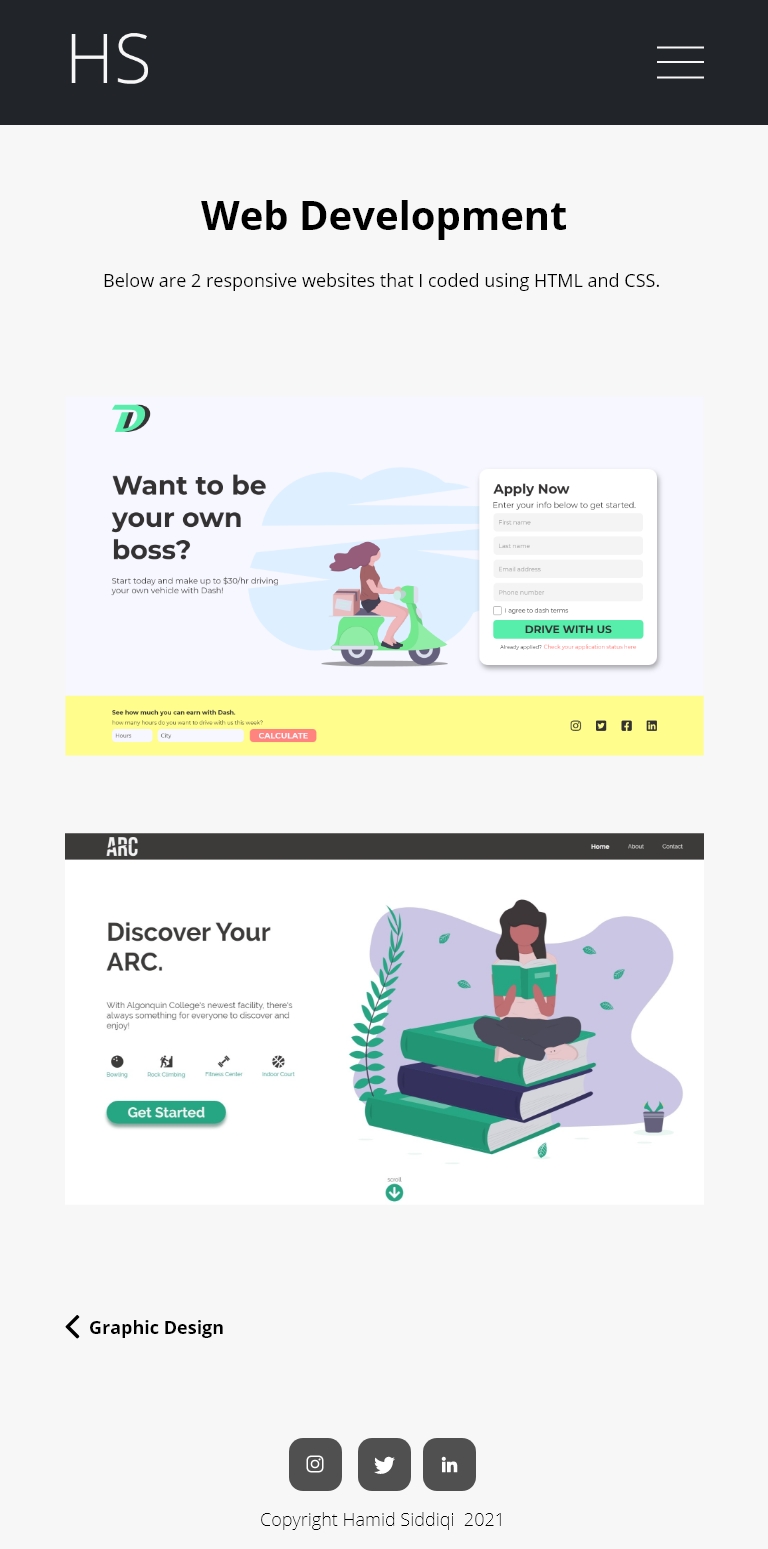 HS
Web Development
Below are 2 responsive websites that I coded using HTML and CSS.
D
Want to be
your own
boss?
Start today and make up to $30/hr driving
your own vehicle with Dash!
Apply Now
Enter your info below to get started.
First name
Last name
Email address
Phone number
I agree to dash terms
DRIVE WITH US
Already applied? Check your application status here
See how much you can earn with Dash.
how many hours do you want to drive with us this week?
Hours City CALCULATE
ARC
Home About Contact
Discover Your
ARC.
With Algonquin College's newest facility, there's
always something for everyone to discover and
enjoy!
Bowling Rock Climbing Fitness Center Indoor Court
Get Started
scroll
Graphic Design
Copyright Hamid Siddiqi 2021